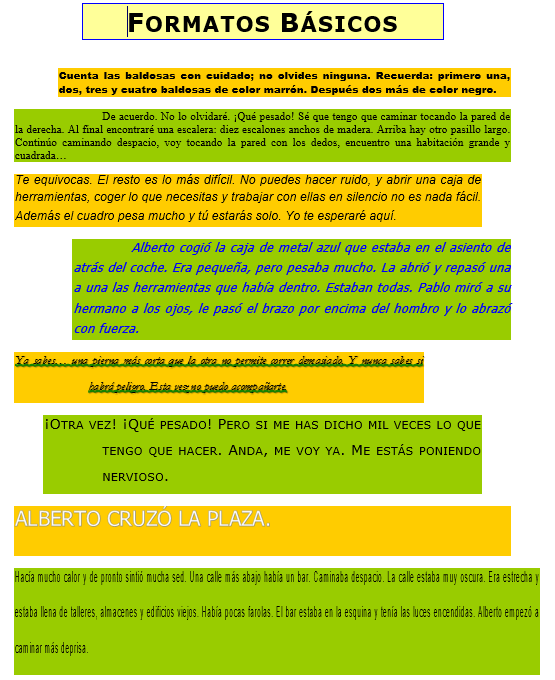 FORMATOS BÁSICOS
Cuenta las baldosas con cuidado; no olvides ninguna. Recuerda: primero una,
dos, tres y cuatro baldosas de color marrón. Después dos más de color negro.
De acuerdo. No lo olvidaré. ¡Qué pesado! Sé que tengo que caminar tocando la pared de
la derecha. Al final encontraré una escalera: diez escalones anchos de madera. Arriba hay otro pasillo largo.
Continúo caminando despacio, voy tocando la pared con los dedos, encuentro una habitación grande y
cuadrada…
Te equivocas. El resto es lo más difícil. No puedes hacer ruido, y abrir una caja de
herramientas, coger lo que necesitas y trabajar con ellas en silencio no es nada fácil.
Además el cuadro pesa mucho y tú estarás solo. Yo te esperaré aquí.
Alberto cogió la caja de metal azul que estaba en el asiento de
atrás del coche. Era pequeña, pero pesaba mucho. La abrió y repasó una
a una las herramientas que había dentro. Estaban todas. Pablo miró a su
hermano a los ojos, le pasó el brazo por encima del hombro y lo abrazó
con fuerza.
Ya sabes… una pierna más corta que la otra no permite correr demasiado. Y nunca sabes si
habrá peligro. Esta vez no puedo acompañarte.
¡OTRA VEZ! ¡QUÉ PESADO! PERO SI ME HAS DICHO MIL VECES LO QUE
TENGO QUE HACER. ANDA, ME VOY YA. ME ESTÁS PONIENDO
NERVIOSO.
ALBERTO CRUZÓ LA PLAZA.
Hacía mucho calor y de pronto sintió mucha sed. Una calle más abajo había un bar. Caminaba despacio. La calle estaba muy oscura. Era estrecha y
estaba llena de talleres, almacenes y edificios viejos. Había pocas farolas. El bar estaba en la esquina y tenía las luces encendidas. Alberto empezó a
caminar más deprisa.